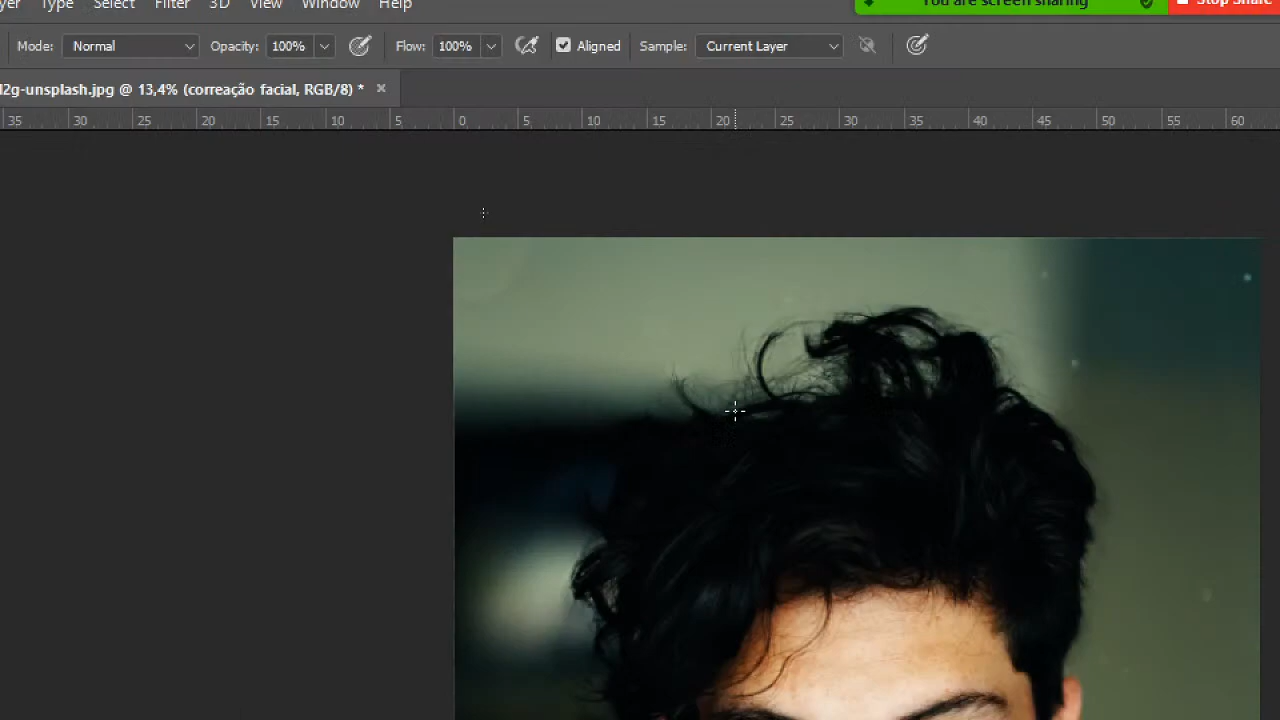 yer Type Select Filter 3D View Window Help
You are screen sharing Stop Share
Mode: Normal Opacity: 100% Flow: 100% Aligned Sample: Current Layer
l2g-unsplash.jpg @ 13,4% (correação facial, RGB/8) *
35 30 25 20 15 10 5 0 5 10 15 20 25 30 35 40 45 50 55 60